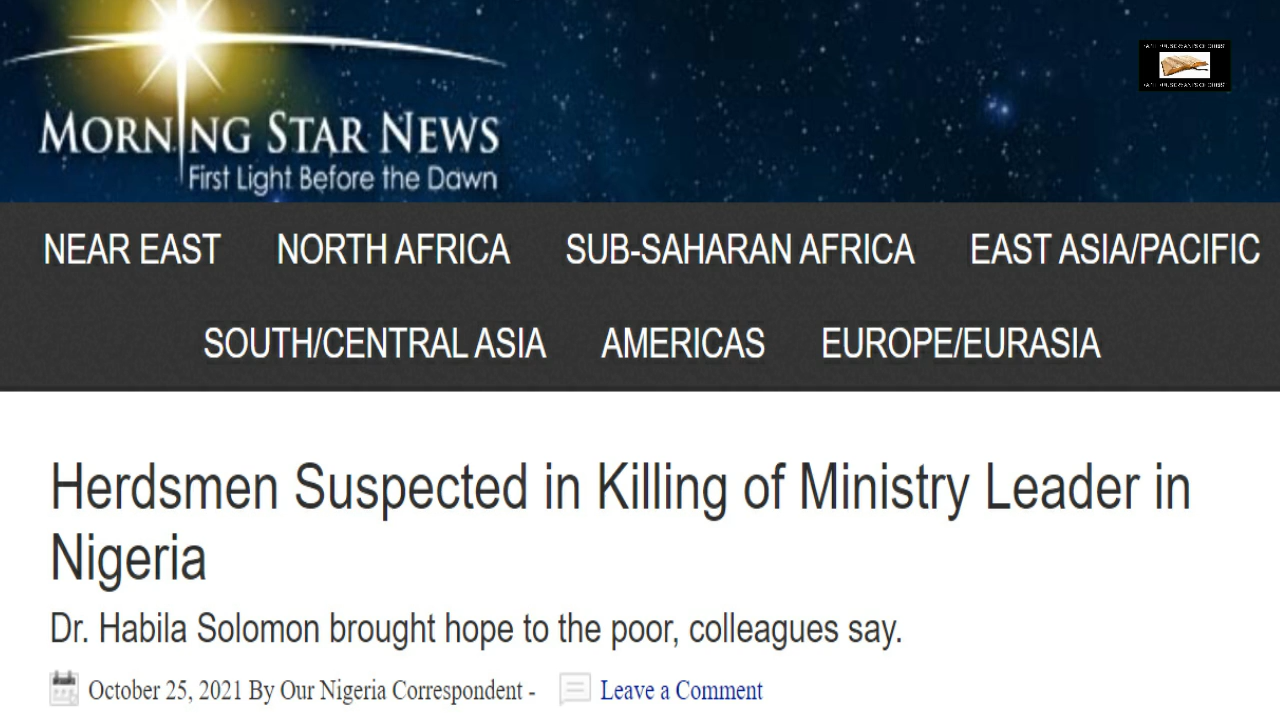 MORNING STAR NEWS
First Light Before the Dawn
NEAR EAST NORTH AFRICA SUB-SAHARAN AFRICA EAST ASIA/PACIFIC
SOUTH/CENTRAL ASIA AMERICAS EUROPE/EURASIA
Herdsmen Suspected in Killing of Ministry Leader in
Nigeria
Dr. Habila Solomon brought hope to the poor, colleagues say.
October 25, 2021 By Our Nigeria Correspondent - Leave a Comment